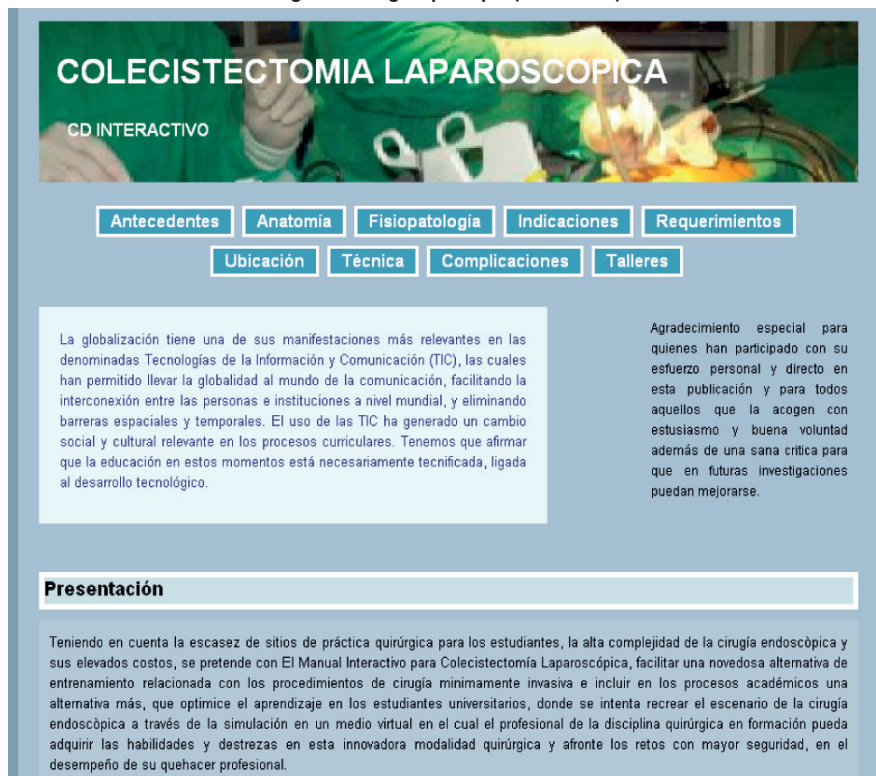 COLECISTECTOMIA LAPAROSCOPICA
CD INTERACTIVO
Antecedentes Anatomía Fisiopatología Indicaciones Requerimientos
Ubicación Técnica Complicaciones Talleres
La globalización tiene una de sus manifestaciones más relevantes en las
denominadas Tecnologías de la Información y Comunicación (TIC), las cuales
han permitido llevar la globalidad al mundo de la comunicación, facilitando la
interconexión entre las personas e instituciones a nivel mundial, y eliminando
barreras espaciales y temporales. El uso de las TIC ha generado un cambio
social y cultural relevante en los procesos curriculares. Tenemos que afirmar
que la educación en estos momentos está necesariamente tecnificada, ligada
al desarrollo tecnológico.
Agradecimiento especial para
quienes han participado con su
esfuerzo personal y directo en
esta publicación y para todos
aquellos que la acogen con
estusiasmo y buena voluntad
además de una sana critica para
que en futuras investigaciones
puedan mejorarse.
Presentación
Teniendo en cuenta la escasez de sitios de práctica quirúrgica para los estudiantes, la alta complejidad de la cirugía endoscòpica y
sus elevados costos, se pretende con El Manual Interactivo para Colecistectomía Laparoscópica, facilitar una novedosa alternativa de
entrenamiento relacionada con los procedimientos de cirugía minimamente invasiva e incluir en los procesos académicos una
alternativa más, que optimice el aprendizaje en los estudiantes universitarios, donde se intenta recrear el escenario de la cirugía
endoscòpica a través de la simulación en un medio virtual en el cual el profesional de la disciplina quirúrgica en formación pueda
adquirir las habilidades y destrezas en esta innovadora modalidad quirúrgica y afronte los retos con mayor seguridad, en el
desempeño de su quehacer profesional.